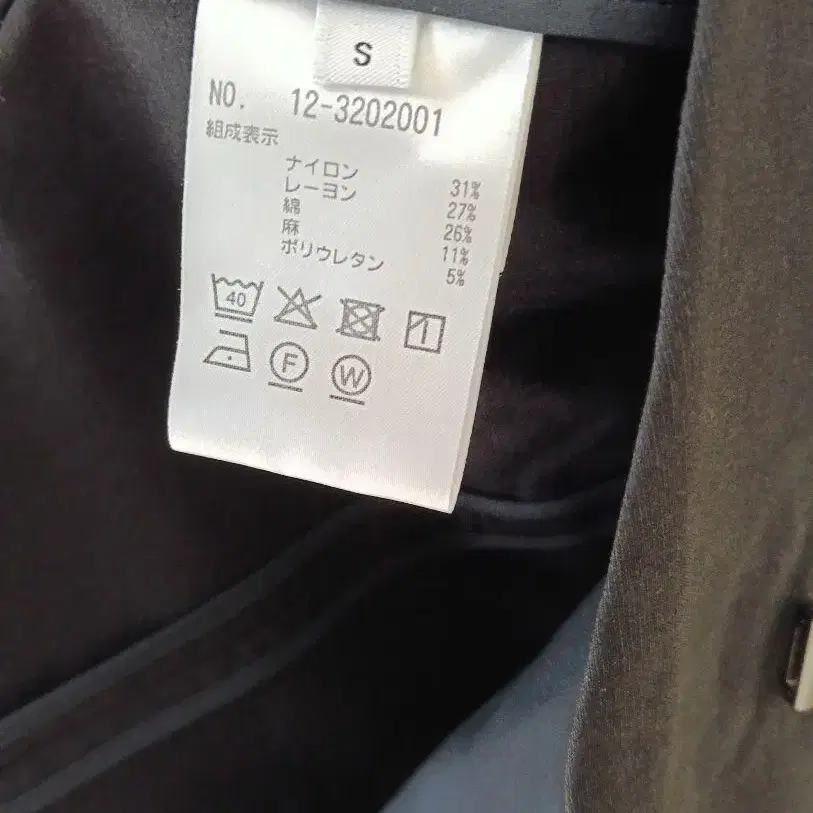 S
NO. 12-3202001
組成表示
ナイロン 31%
レーヨン 27%
綿 26%
麻 11%
ポリウレタン 5%
40
F W